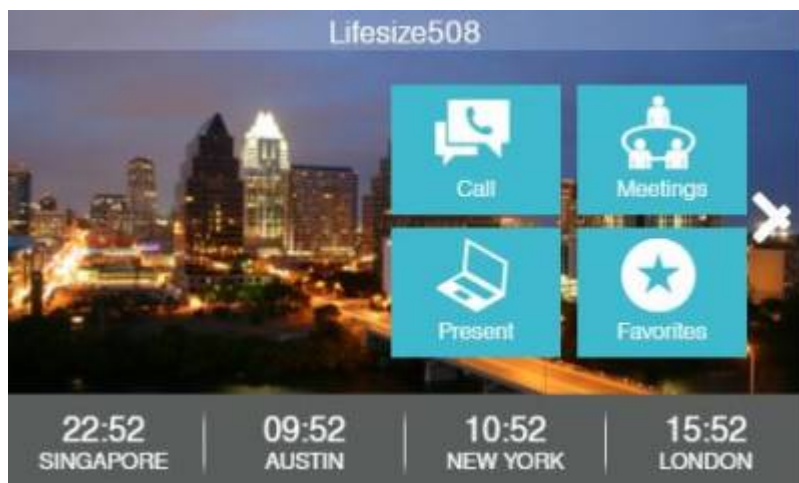 Lifesize508
Call
Meetings
Present
Favorites
22:52
SINGAPORE
09:52
AUSTIN
10:52
NEW YORK
15:52
LONDON